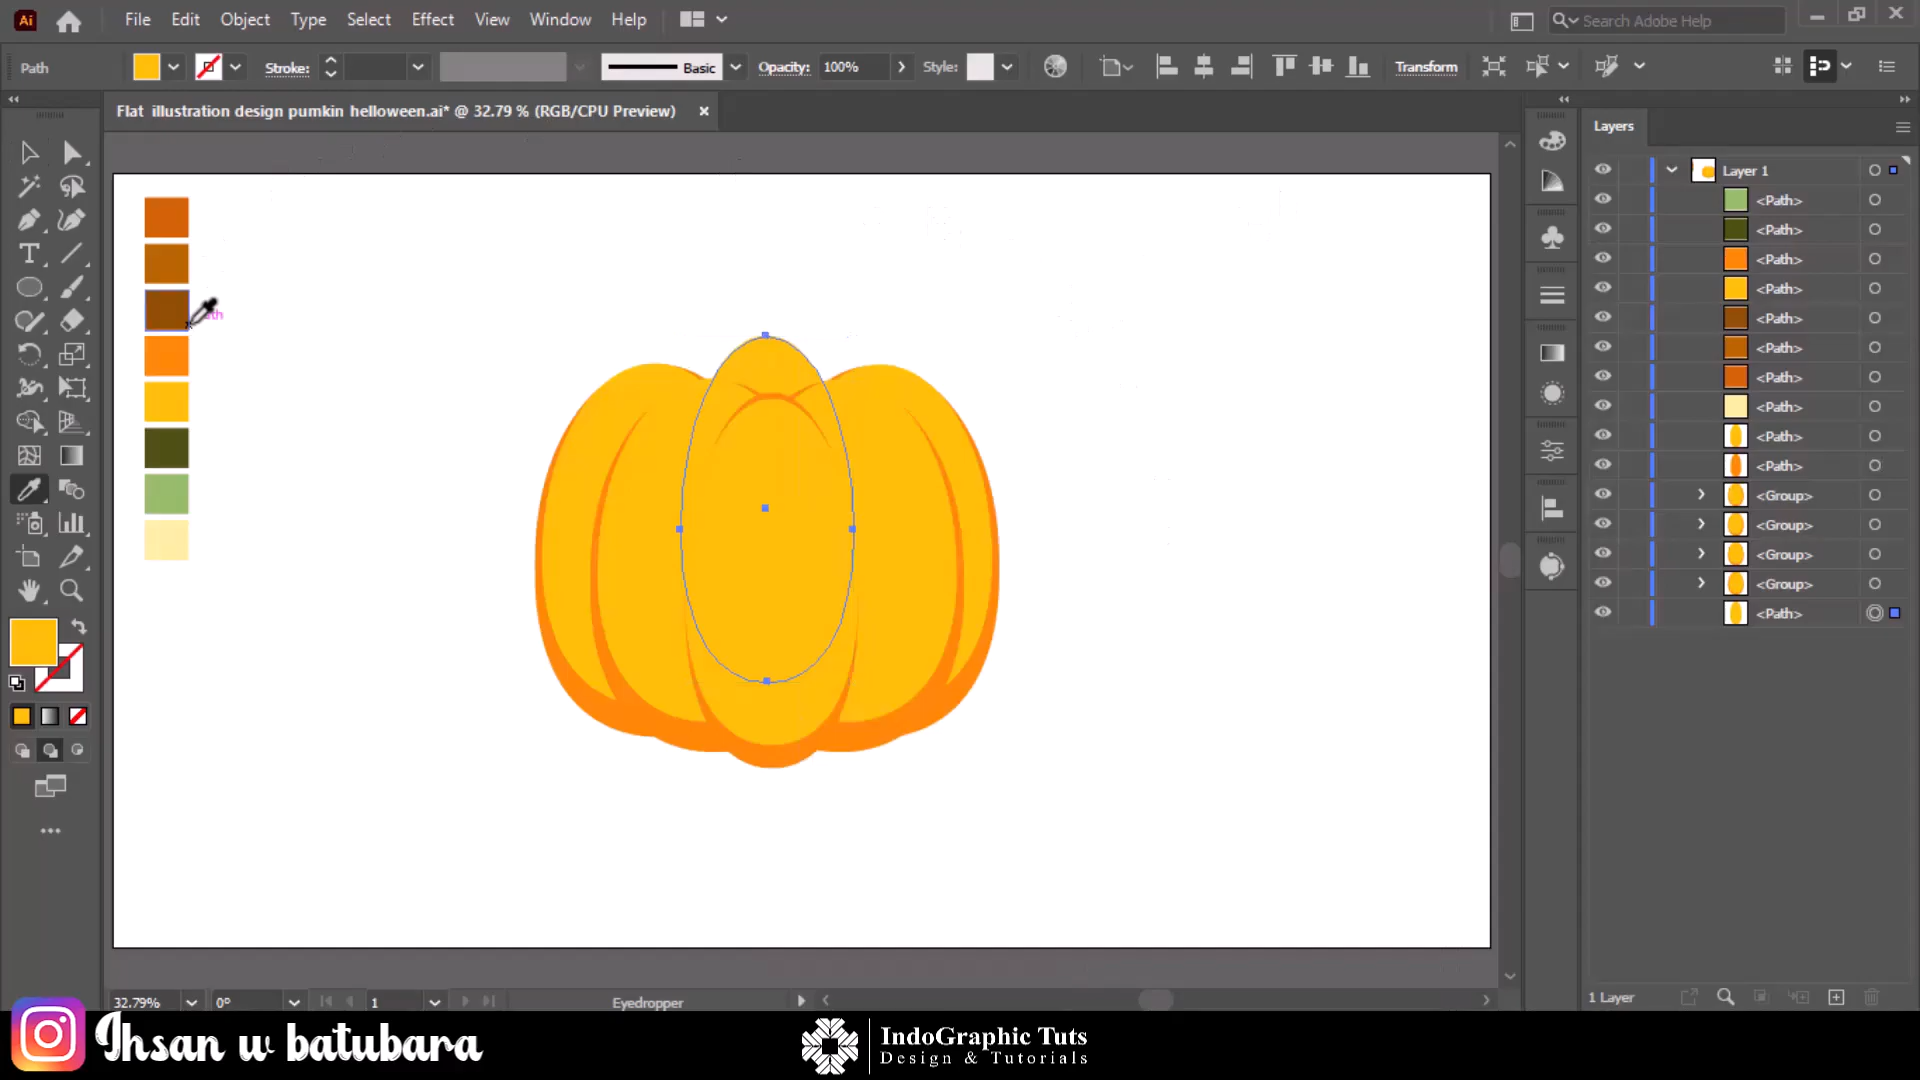 Ai File Edit Object Type Select Effect View Window Help Search Adobe Help
Path Stroke: Basic Opacity: 100% Style: Transform
Flat illustration design pumkin helloween.ai* @ 32.79 % (RGB/CPU Preview)
Layers
Layer 1
<Path>
<Path>
<Path>
<Path>
<Path>
<Path>
<Path>
<Path>
<Path>
<Path>
<Group>
<Group>
<Group>
<Group>
<Path>
32.79% 0° 1 Eyedropper
1 Layer
Ihsan w batubara
IndoGraphic Tuts
Design & Tutorials